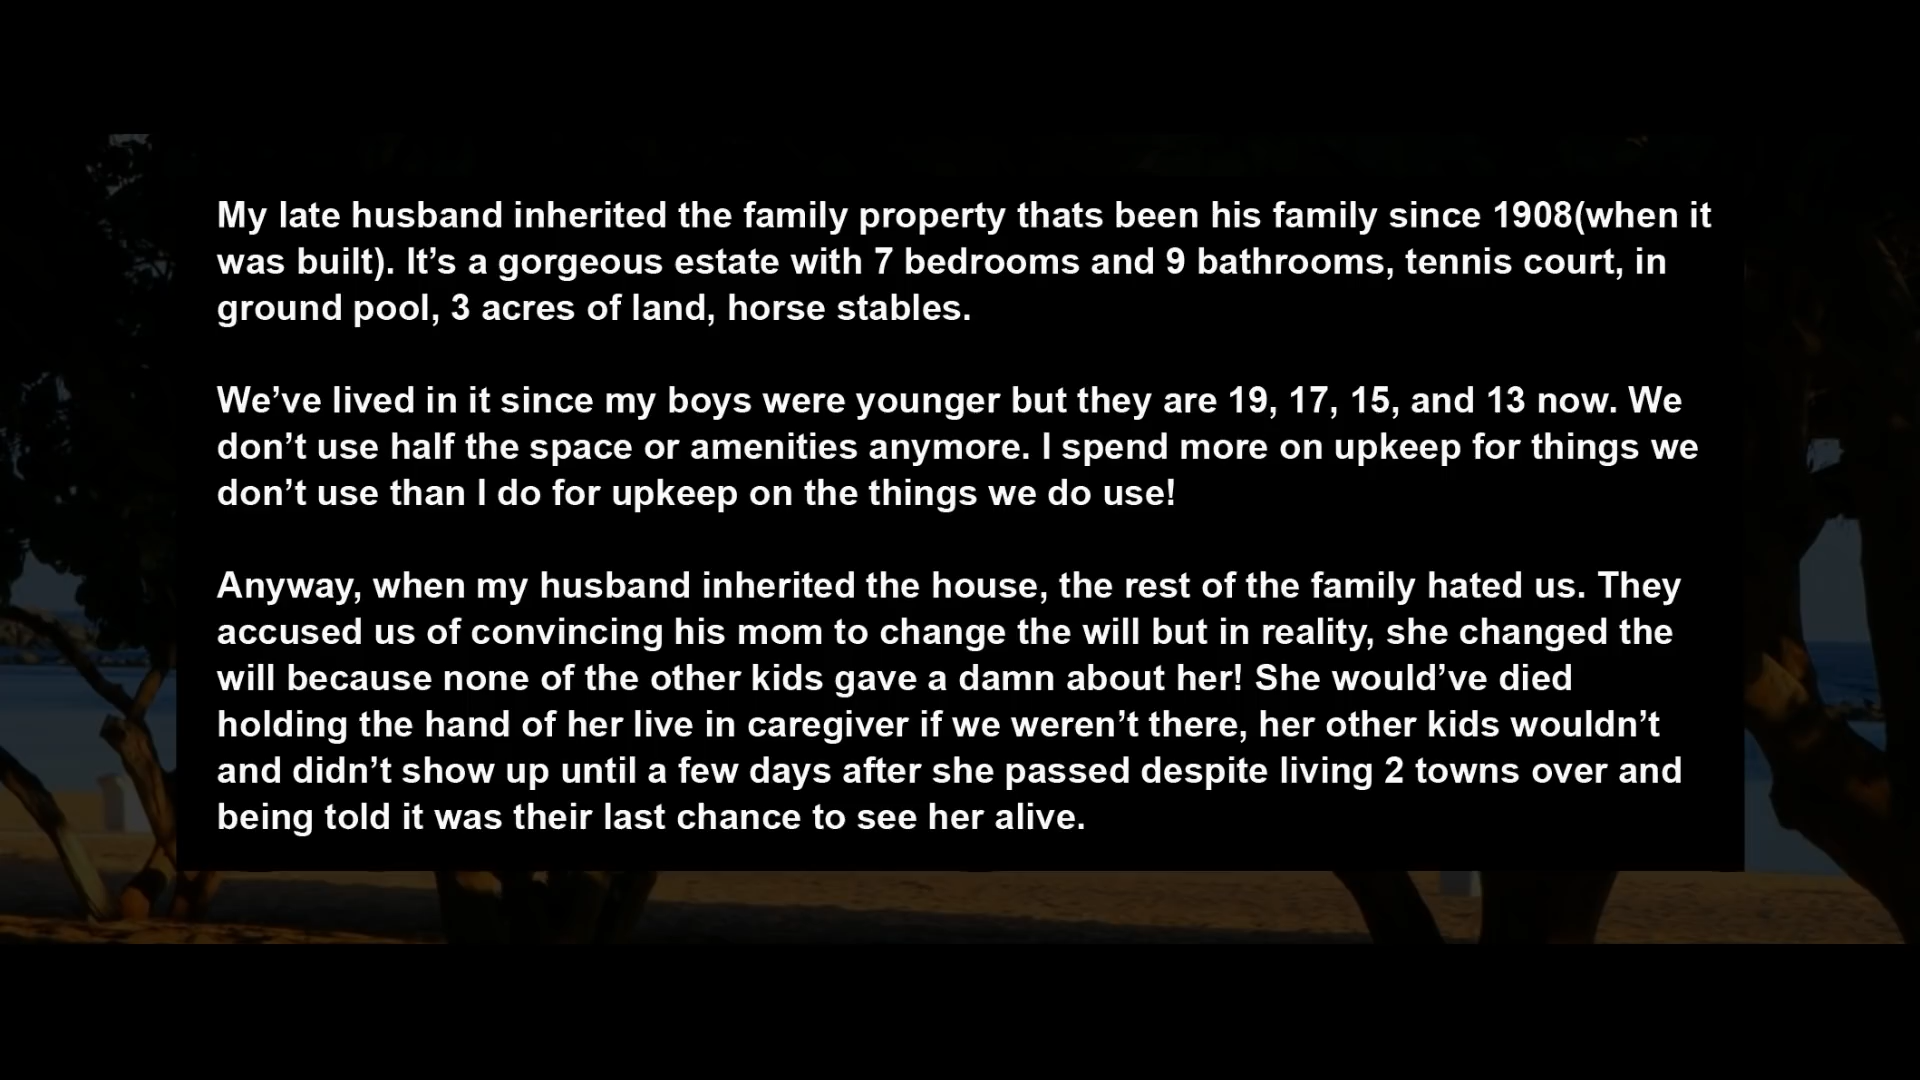 My late husband inherited the family property thats been his family since 1908(when it
was built). It’s a gorgeous estate with 7 bedrooms and 9 bathrooms, tennis court, in
ground pool, 3 acres of land, horse stables.
We’ve lived in it since my boys were younger but they are 19, 17, 15, and 13 now. We
don’t use half the space or amenities anymore. I spend more on upkeep for things we
don’t use than I do for upkeep on the things we do use!
Anyway, when my husband inherited the house, the rest of the family hated us. They
accused us of convincing his mom to change the will but in reality, she changed the
will because none of the other kids gave a damn about her! She would’ve died
holding the hand of her live in caregiver if we weren’t there, her other kids wouldn’t
and didn’t show up until a few days after she passed despite living 2 towns over and
being told it was their last chance to see her alive.